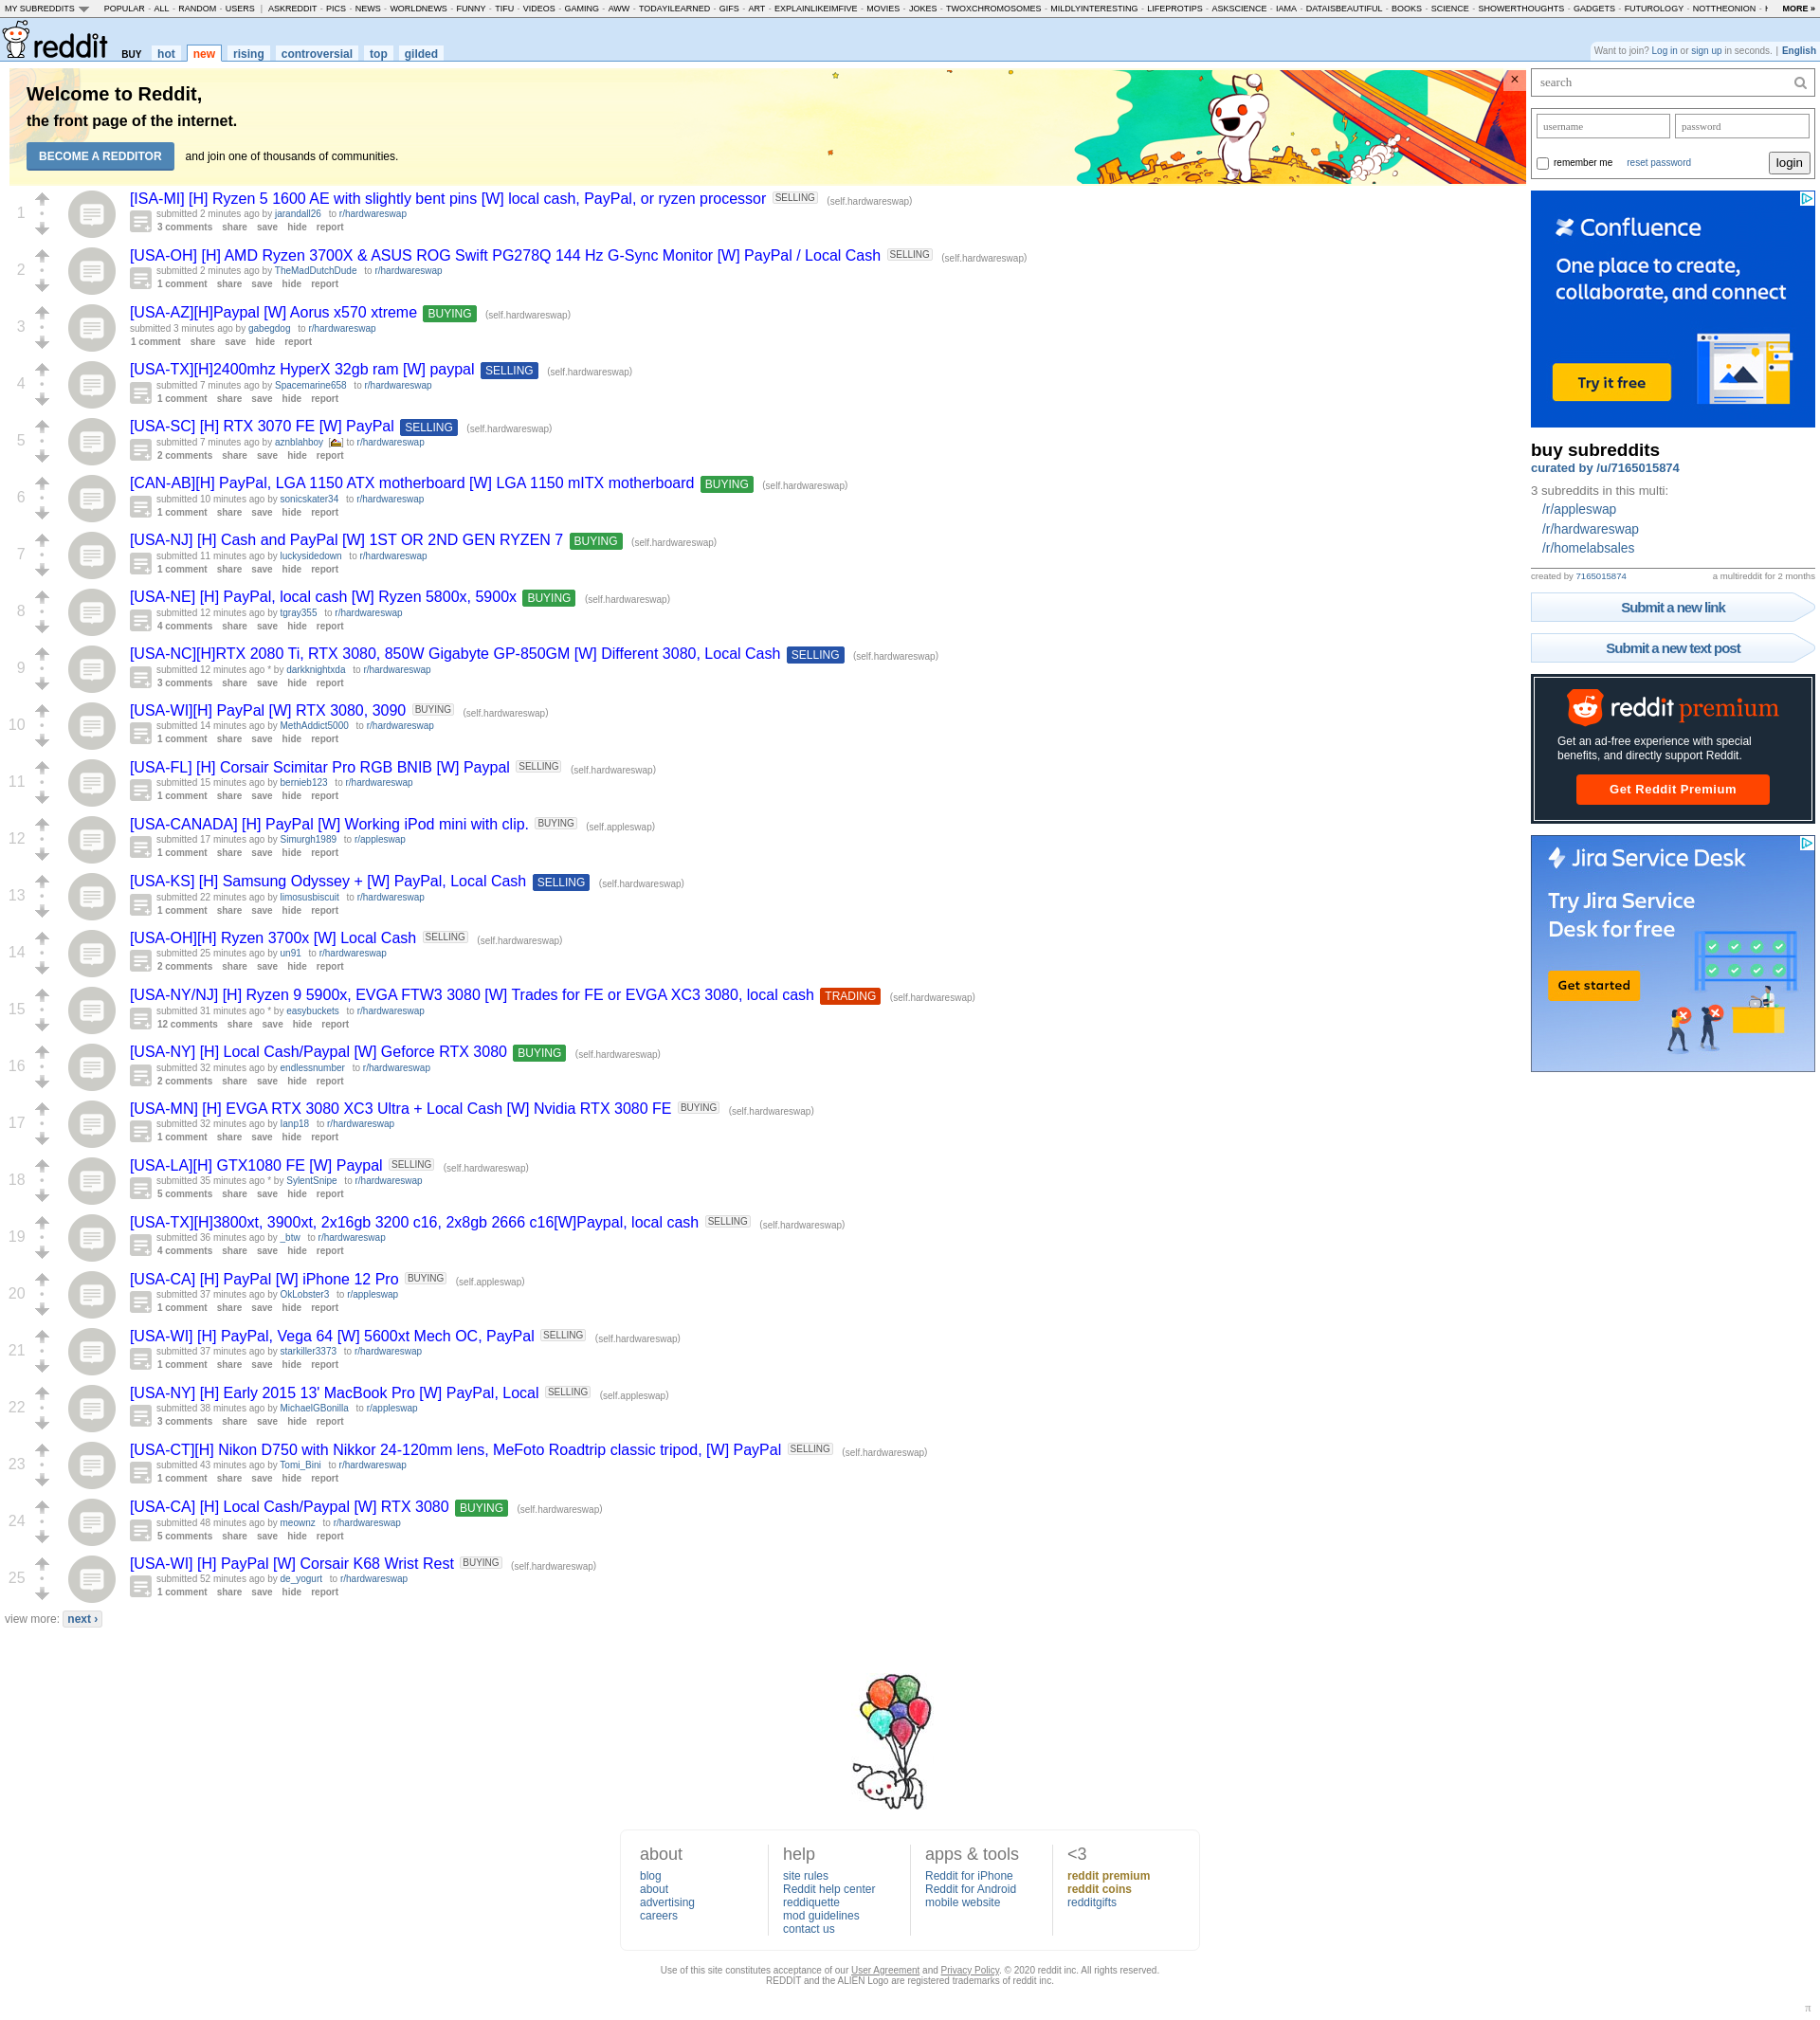 MY SUBREDDITS POPULAR - ALL - RANDOM - USERS | ASKREDDIT - PICS - NEWS - WORLDNEWS - FUNNY - TIFU - VIDEOS - GAMING - AWW - TODAYILEARNED - GIFS - ART - EXPLAINLIKEIMFIVE - MOVIES - JOKES - TWOXCHROMOSOMES - MILDLYINTERESTING - LIFEPROTIPS - ASKSCIENCE - IAMA - DATAISBEAUTIFUL - BOOKS - SCIENCE - SHOWERTHOUGHTS - GADGETS - FUTUROLOGY - NOTTHEONION - MORE »
reddit BUY hot new rising controversial top gilded
Want to join? Log in or sign up in seconds. | English
Welcome to Reddit,
the front page of the internet.
BECOME A REDDITOR and join one of thousands of communities.
×
1
[ISA-MI] [H] Ryzen 5 1600 AE with slightly bent pins [W] local cash, PayPal, or ryzen processor SELLING (self.hardwareswap)
submitted 2 minutes ago by jarandall26 to r/hardwareswap
3 comments share save hide report
2
[USA-OH] [H] AMD Ryzen 3700X & ASUS ROG Swift PG278Q 144 Hz G-Sync Monitor [W] PayPal / Local Cash SELLING (self.hardwareswap)
submitted 2 minutes ago by TheMadDutchDude to r/hardwareswap
1 comment share save hide report
3
[USA-AZ][H]Paypal [W] Aorus x570 xtreme BUYING (self.hardwareswap)
submitted 3 minutes ago by gabegdog to r/hardwareswap
1 comment share save hide report
4
[USA-TX][H]2400mhz HyperX 32gb ram [W] paypal SELLING (self.hardwareswap)
submitted 7 minutes ago by Spacemarine658 to r/hardwareswap
1 comment share save hide report
5
[USA-SC] [H] RTX 3070 FE [W] PayPal SELLING (self.hardwareswap)
submitted 7 minutes ago by aznblahboy [] to r/hardwareswap
2 comments share save hide report
6
[CAN-AB][H] PayPal, LGA 1150 ATX motherboard [W] LGA 1150 mITX motherboard BUYING (self.hardwareswap)
submitted 10 minutes ago by sonicskater34 to r/hardwareswap
1 comment share save hide report
7
[USA-NJ] [H] Cash and PayPal [W] 1ST OR 2ND GEN RYZEN 7 BUYING (self.hardwareswap)
submitted 11 minutes ago by luckysidedown to r/hardwareswap
1 comment share save hide report
8
[USA-NE] [H] PayPal, local cash [W] Ryzen 5800x, 5900x BUYING (self.hardwareswap)
submitted 12 minutes ago by tgray355 to r/hardwareswap
4 comments share save hide report
9
[USA-NC][H]RTX 2080 Ti, RTX 3080, 850W Gigabyte GP-850GM [W] Different 3080, Local Cash SELLING (self.hardwareswap)
submitted 12 minutes ago * by darkknightxda to r/hardwareswap
3 comments share save hide report
10
[USA-WI][H] PayPal [W] RTX 3080, 3090 BUYING (self.hardwareswap)
submitted 14 minutes ago by MethAddict5000 to r/hardwareswap
1 comment share save hide report
11
[USA-FL] [H] Corsair Scimitar Pro RGB BNIB [W] Paypal SELLING (self.hardwareswap)
submitted 15 minutes ago by bernieb123 to r/hardwareswap
1 comment share save hide report
12
[USA-CANADA] [H] PayPal [W] Working iPod mini with clip. BUYING (self.appleswap)
submitted 17 minutes ago by Simurgh1989 to r/appleswap
1 comment share save hide report
13
[USA-KS] [H] Samsung Odyssey + [W] PayPal, Local Cash SELLING (self.hardwareswap)
submitted 22 minutes ago by limosusbiscuit to r/hardwareswap
1 comment share save hide report
14
[USA-OH][H] Ryzen 3700x [W] Local Cash SELLING (self.hardwareswap)
submitted 25 minutes ago by un91 to r/hardwareswap
2 comments share save hide report
15
[USA-NY/NJ] [H] Ryzen 9 5900x, EVGA FTW3 3080 [W] Trades for FE or EVGA XC3 3080, local cash TRADING (self.hardwareswap)
submitted 31 minutes ago * by easybuckets to r/hardwareswap
12 comments share save hide report
16
[USA-NY] [H] Local Cash/Paypal [W] Geforce RTX 3080 BUYING (self.hardwareswap)
submitted 32 minutes ago by endlessnumber to r/hardwareswap
2 comments share save hide report
17
[USA-MN] [H] EVGA RTX 3080 XC3 Ultra + Local Cash [W] Nvidia RTX 3080 FE BUYING (self.hardwareswap)
submitted 32 minutes ago by Ianp18 to r/hardwareswap
1 comment share save hide report
18
[USA-LA][H] GTX1080 FE [W] Paypal SELLING (self.hardwareswap)
submitted 35 minutes ago * by SylentSnipe to r/hardwareswap
5 comments share save hide report
19
[USA-TX][H]3800xt, 3900xt, 2x16gb 3200 c16, 2x8gb 2666 c16[W]Paypal, local cash SELLING (self.hardwareswap)
submitted 36 minutes ago by _btw to r/hardwareswap
4 comments share save hide report
20
[USA-CA] [H] PayPal [W] iPhone 12 Pro BUYING (self.appleswap)
submitted 37 minutes ago by OkLobster3 to r/appleswap
1 comment share save hide report
21
[USA-WI] [H] PayPal, Vega 64 [W] 5600xt Mech OC, PayPal SELLING (self.hardwareswap)
submitted 37 minutes ago by starkiller3373 to r/hardwareswap
1 comment share save hide report
22
[USA-NY] [H] Early 2015 13' MacBook Pro [W] PayPal, Local SELLING (self.appleswap)
submitted 38 minutes ago by MichaelGBonilla to r/appleswap
3 comments share save hide report
23
[USA-CT][H] Nikon D750 with Nikkor 24-120mm lens, MeFoto Roadtrip classic tripod, [W] PayPal SELLING (self.hardwareswap)
submitted 43 minutes ago by Tomi_Bini to r/hardwareswap
1 comment share save hide report
24
[USA-CA] [H] Local Cash/Paypal [W] RTX 3080 BUYING (self.hardwareswap)
submitted 48 minutes ago by meownz to r/hardwareswap
5 comments share save hide report
25
[USA-WI] [H] PayPal [W] Corsair K68 Wrist Rest BUYING (self.hardwareswap)
submitted 52 minutes ago by de_yogurt to r/hardwareswap
1 comment share save hide report
view more: next ›
search
username password
remember me reset password login
Confluence
One place to create,
collaborate, and connect
Try it free
buy subreddits
curated by /u/7165015874
3 subreddits in this multi:
/r/appleswap
/r/hardwareswap
/r/homelabsales
created by 7165015874 a multireddit for 2 months
Submit a new link
Submit a new text post
reddit premium
Get an ad-free experience with special
benefits, and directly support Reddit.
Get Reddit Premium
Jira Service Desk
Try Jira Service
Desk for free
Get started
about
blog
about
advertising
careers
help
site rules
Reddit help center
reddiquette
mod guidelines
contact us
apps & tools
Reddit for iPhone
Reddit for Android
mobile website
<3
reddit premium
reddit coins
redditgifts
Use of this site constitutes acceptance of our User Agreement and Privacy Policy. © 2020 reddit inc. All rights reserved.
REDDIT and the ALIEN Logo are registered trademarks of reddit inc.
π